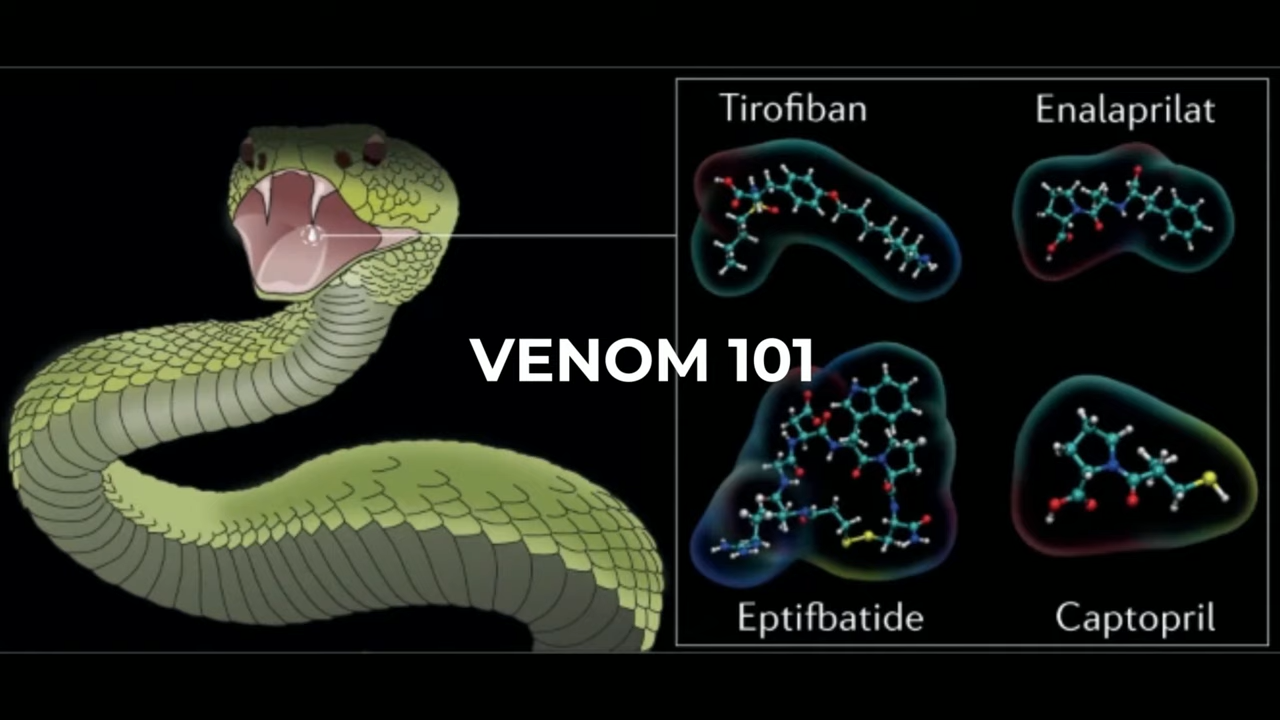 Tirofiban
Enalaprilat
VENOM 101
Eptifbatide
Captopril